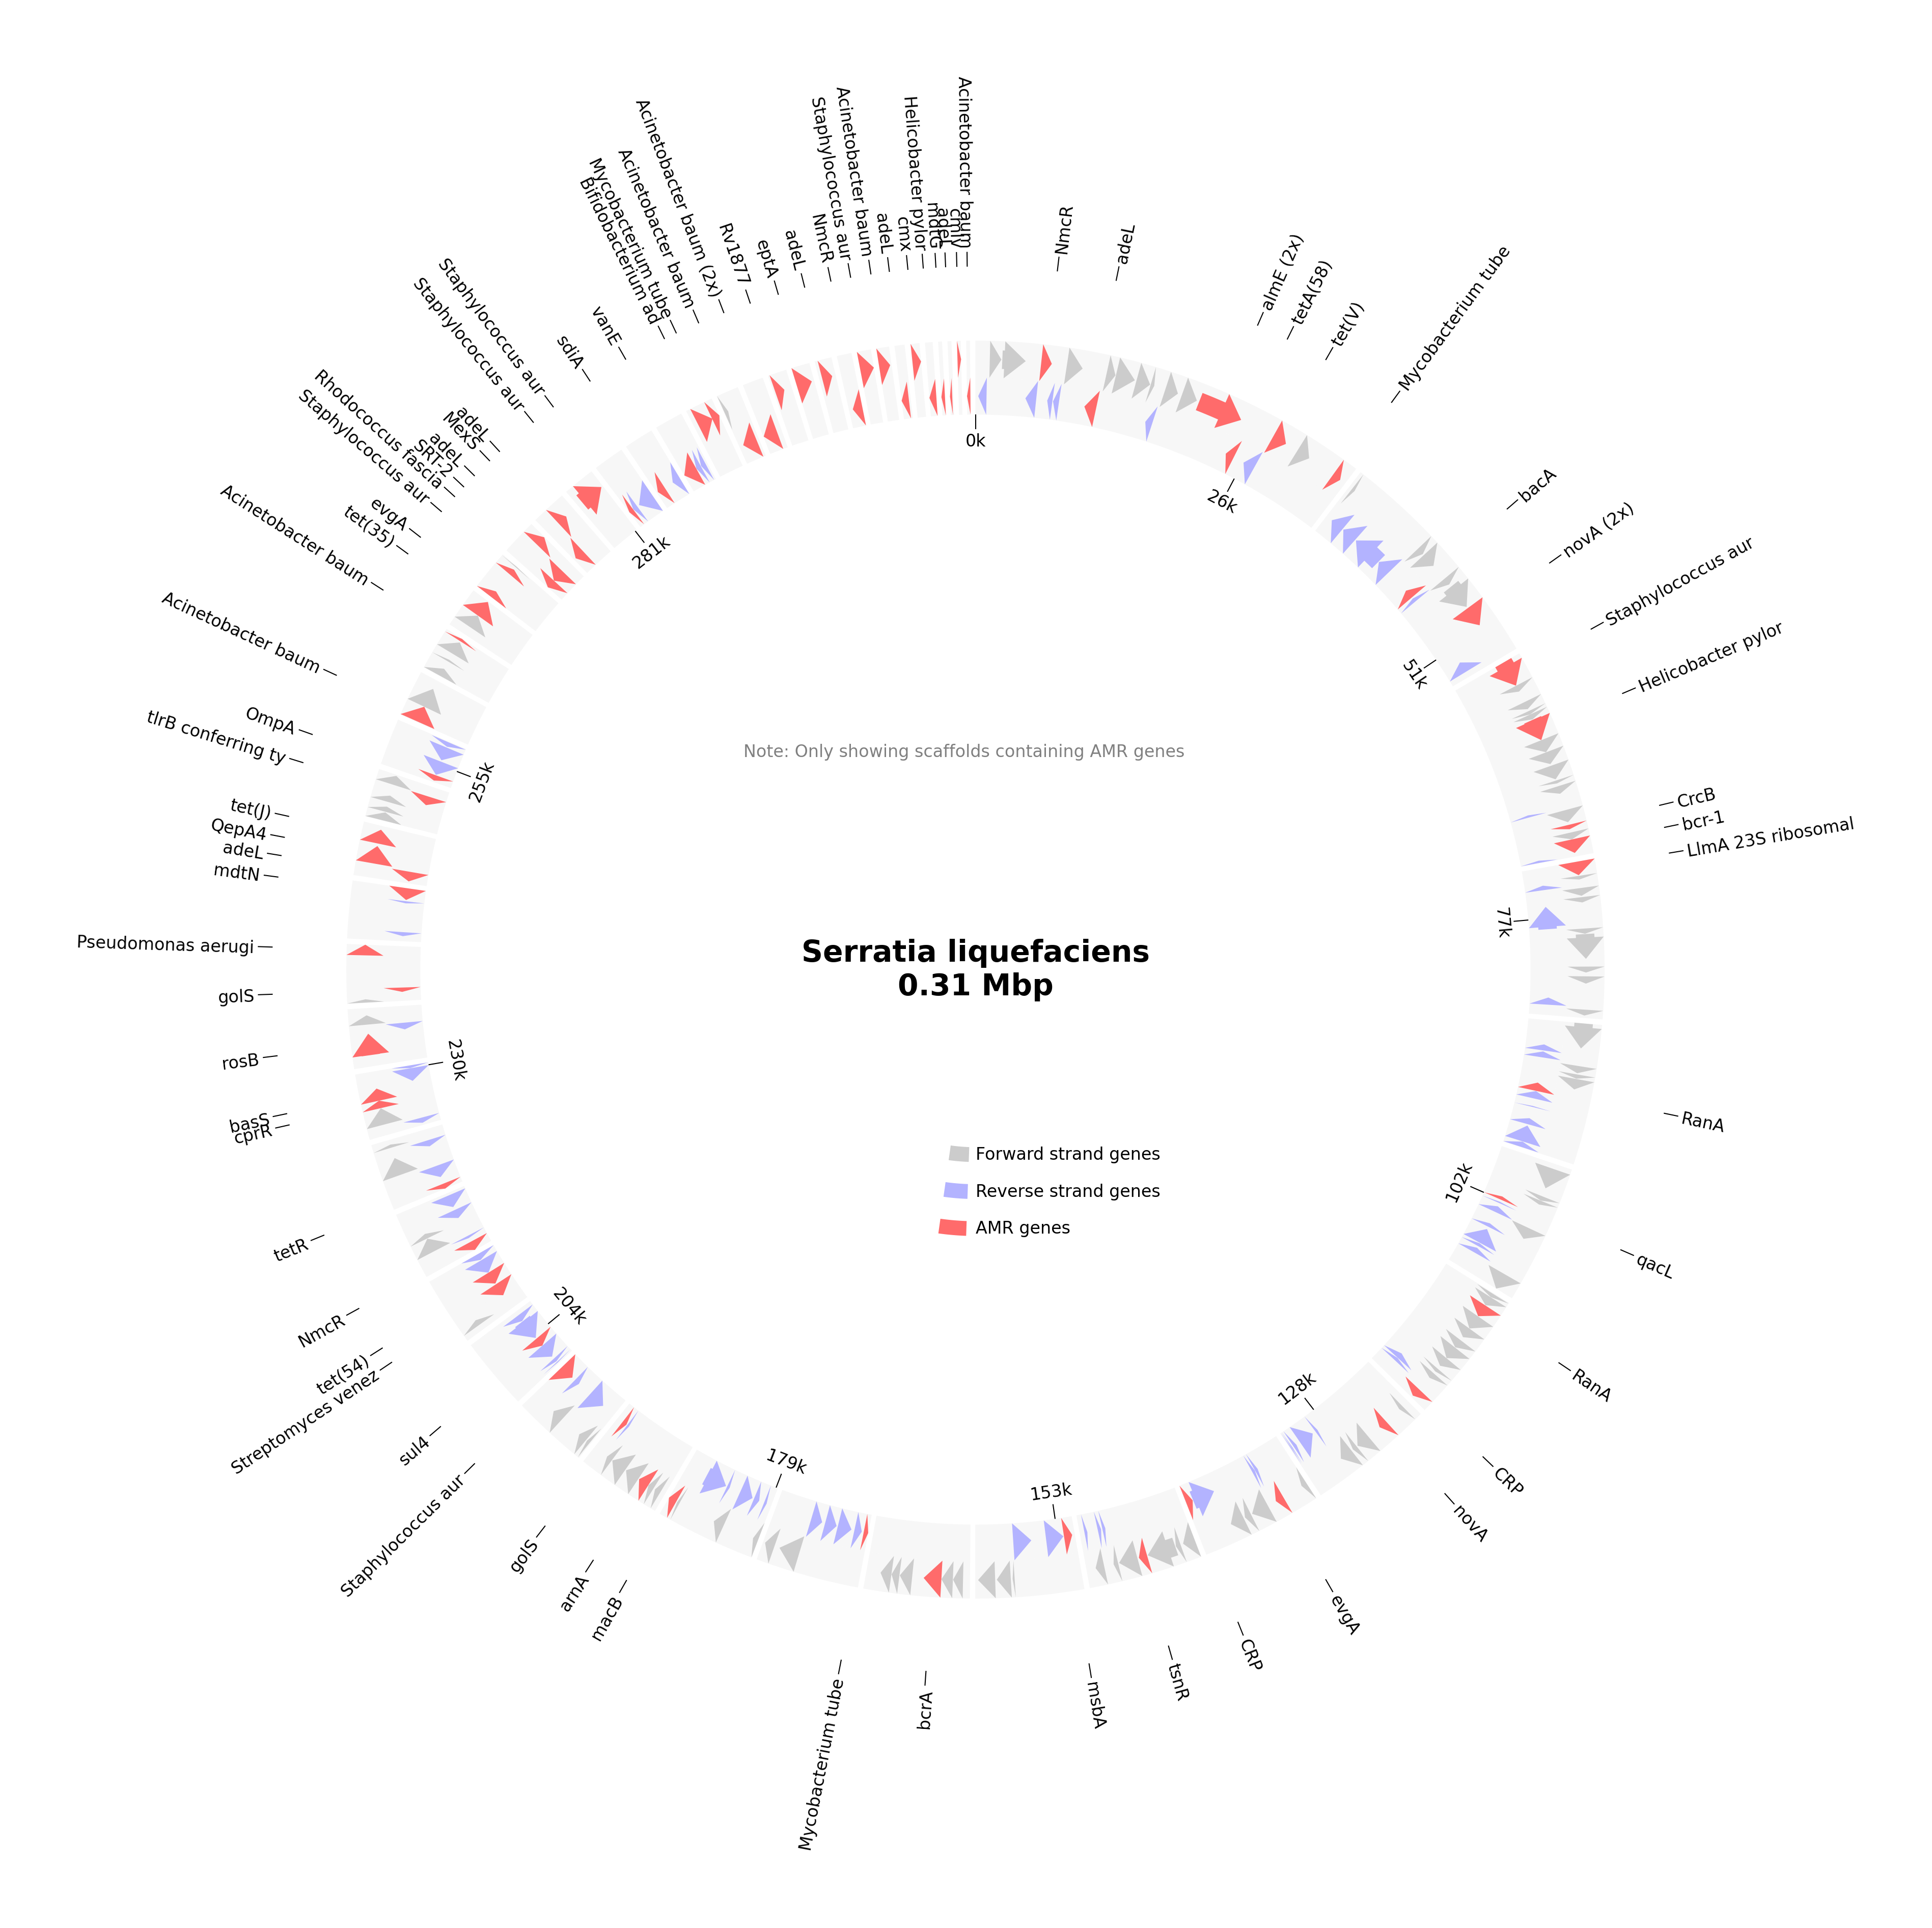 Acinetobacter baum
NmcR
adeL
almE (2x)
tetA(58)
tet(V)
Mycobacterium tube
bacA
novA (2x)
Staphylococcus aur
Helicobacter pylor
CrcB
bcr-1
LlmA 23S ribosomal
RanA
qacL
RanA
CRP
novA
evgA
CRP
tsnR
msbA
bcrA
Mycobacterium tube
macB
arnA
golS
Staphylococcus aur
sul4
Streptomyces venez
tet(54)
NmcR
tetR
cprR
basS
rosB
golS
Pseudomonas aerugi
mdtN
adeL
QepA4
tet(J)
tlrB conferring ty
OmpA
Acinetobacter baum
Acinetobacter baum
tet(35)
evgA
Staphylococcus aur
Rhodococcus fascia
SRT-2
adeL
MexS
adeL
Staphylococcus aur
Staphylococcus aur
sdiA
vanE
Bifidobacterium ad
Mycobacterium tube
Acinetobacter baum
Acinetobacter baum (2x)
Rv1877
eptA
adeL
NmcR
Staphylococcus aur
Acinetobacter baum
adeL
cmx
Helicobacter pylor
mdtG
adeL
0k
26k
51k
77k
102k
128k
153k
179k
204k
230k
255k
281k
Note: Only showing scaffolds containing AMR genes
Serratia liquefaciens
0.31 Mbp
Forward strand genes
Reverse strand genes
AMR genes